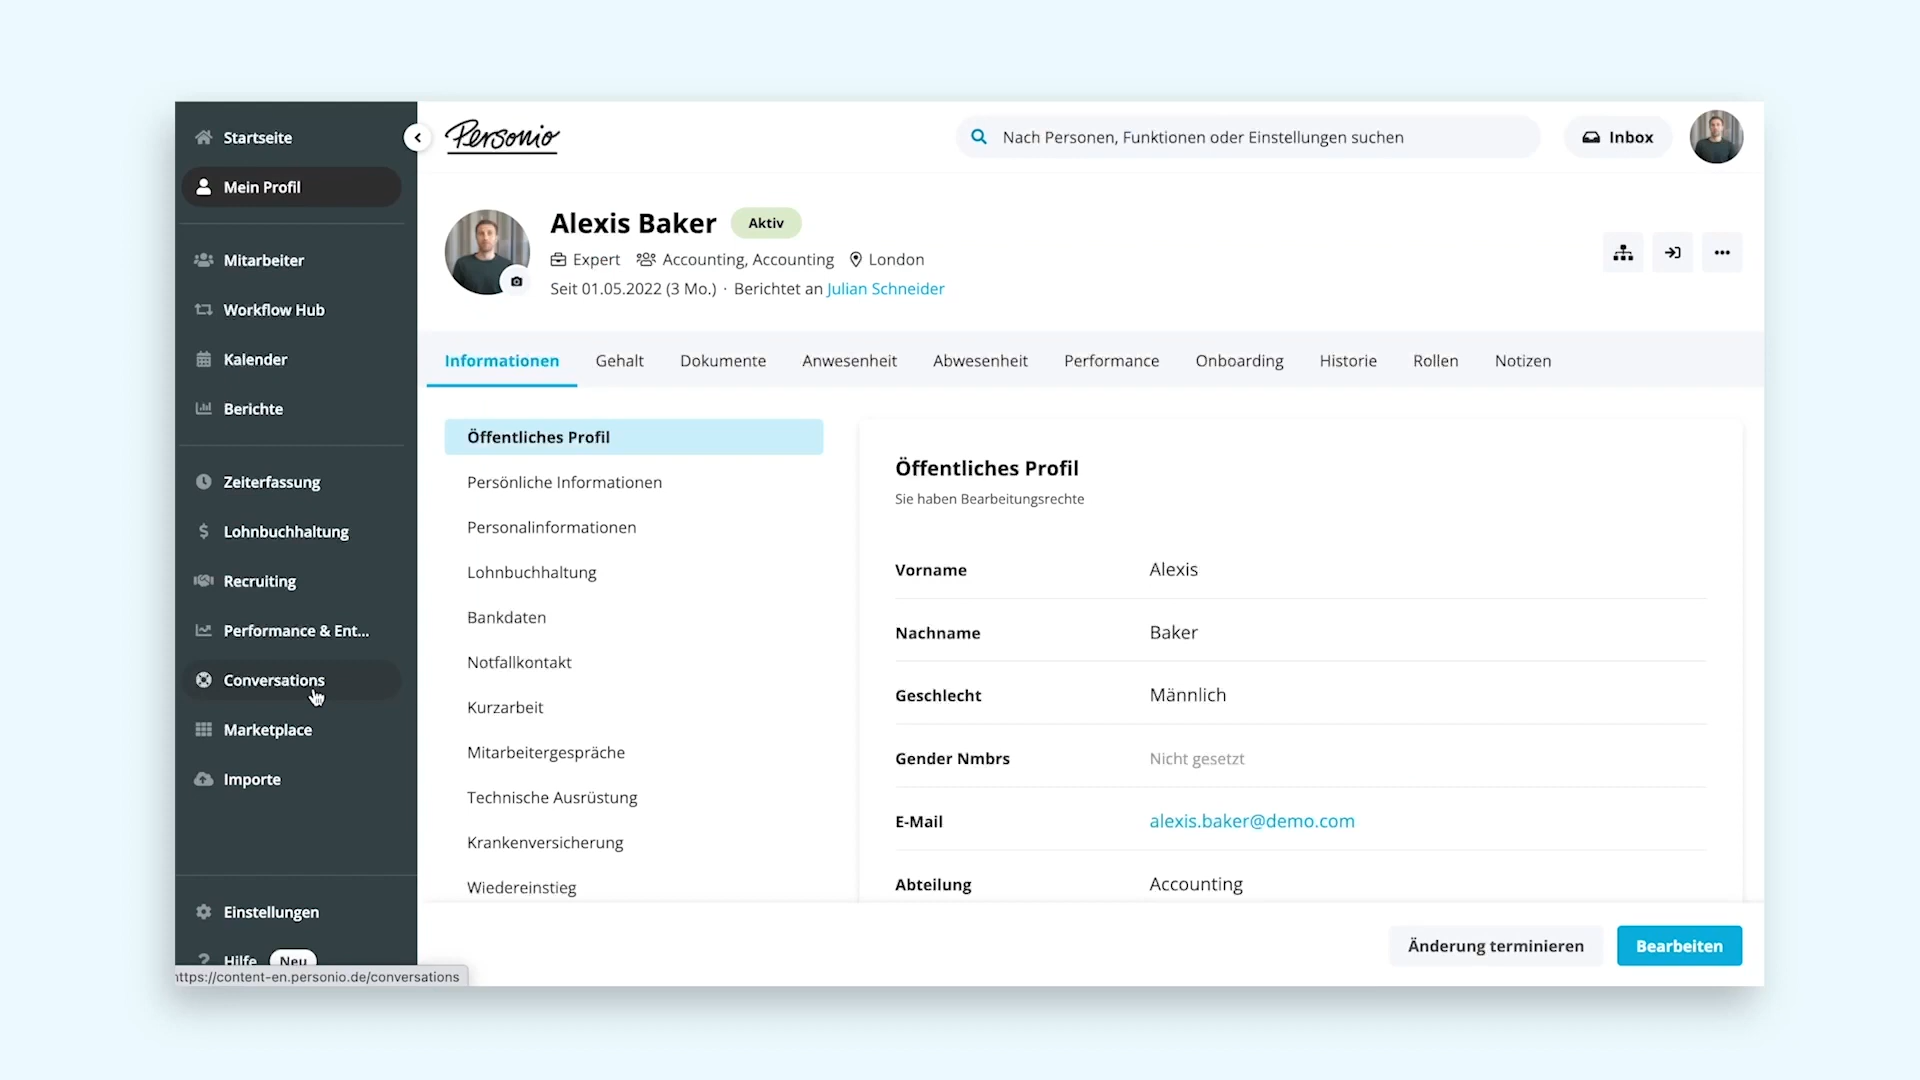 Startseite
Mein Profil
Mitarbeiter
Workflow Hub
Kalender
Berichte
Zeiterfassung
Lohnbuchhaltung
Recruiting
Performance & Ent...
Conversations
Marketplace
Importe
Einstellungen
Hilfe Neu
https://content-en.personio.de/conversations
Personio
Nach Personen, Funktionen oder Einstellungen suchen
Inbox
Alexis Baker Aktiv
Expert Accounting, Accounting London
Seit 01.05.2022 (3 Mo.) · Berichtet an Julian Schneider
Informationen Gehalt Dokumente Anwesenheit Abwesenheit Performance Onboarding Historie Rollen Notizen
Öffentliches Profil
Persönliche Informationen
Personalinformationen
Lohnbuchhaltung
Bankdaten
Notfallkontakt
Kurzarbeit
Mitarbeitergespräche
Technische Ausrüstung
Krankenversicherung
Wiedereinstieg
Öffentliches Profil
Sie haben Bearbeitungsrechte
Vorname Alexis
Nachname Baker
Geschlecht Männlich
Gender Nmbrs Nicht gesetzt
E-Mail alexis.baker@demo.com
Abteilung Accounting
Änderung terminieren Bearbeiten